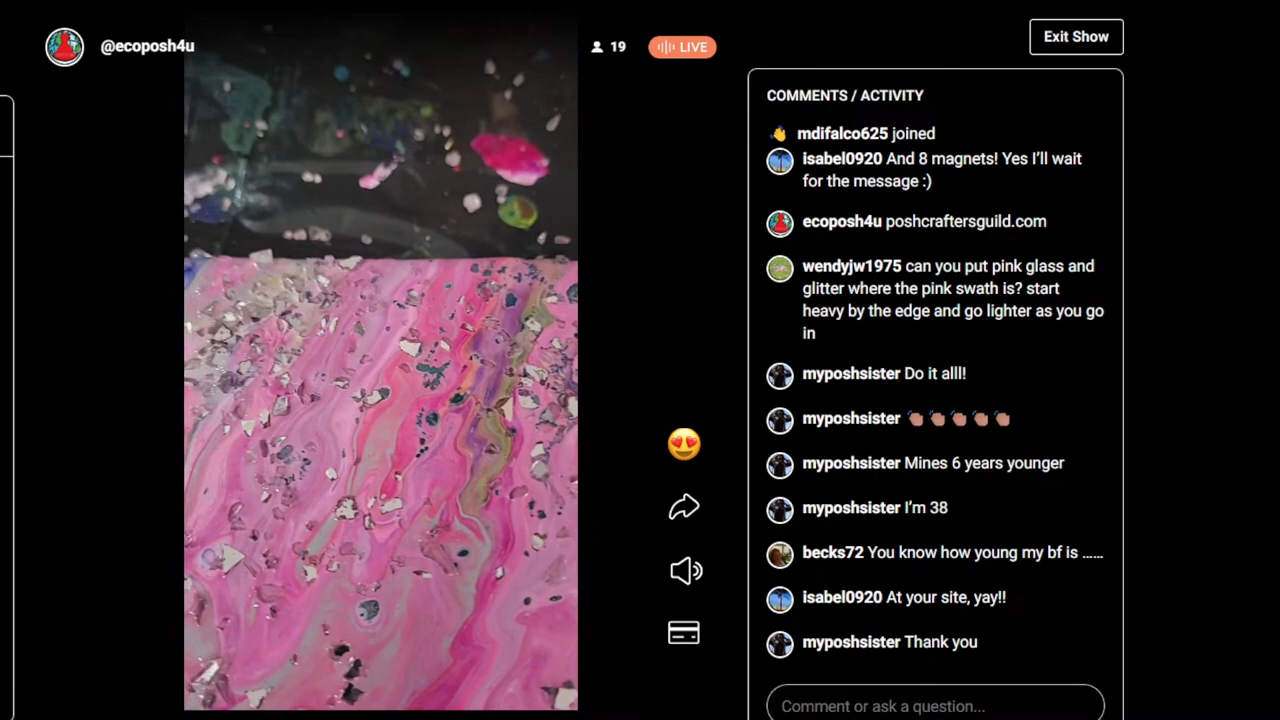 @ecoposh4u
19
LIVE
Exit Show
COMMENTS / ACTIVITY
mdifalco625 joined
isabel0920 And 8 magnets! Yes I'll wait
for the message :)
ecoposh4u poshcraftersguild.com
wendyjw1975 can you put pink glass and
glitter where the pink swath is? start
heavy by the edge and go lighter as you go
in
myposhsister Do it alll!
myposhsister 👏🏽👏🏽👏🏽👏🏽👏🏽
myposhsister Mines 6 years younger
myposhsister I'm 38
becks72 You know how young my bf is ......
isabel0920 At your site, yay!!
myposhsister Thank you
Comment or ask a question...